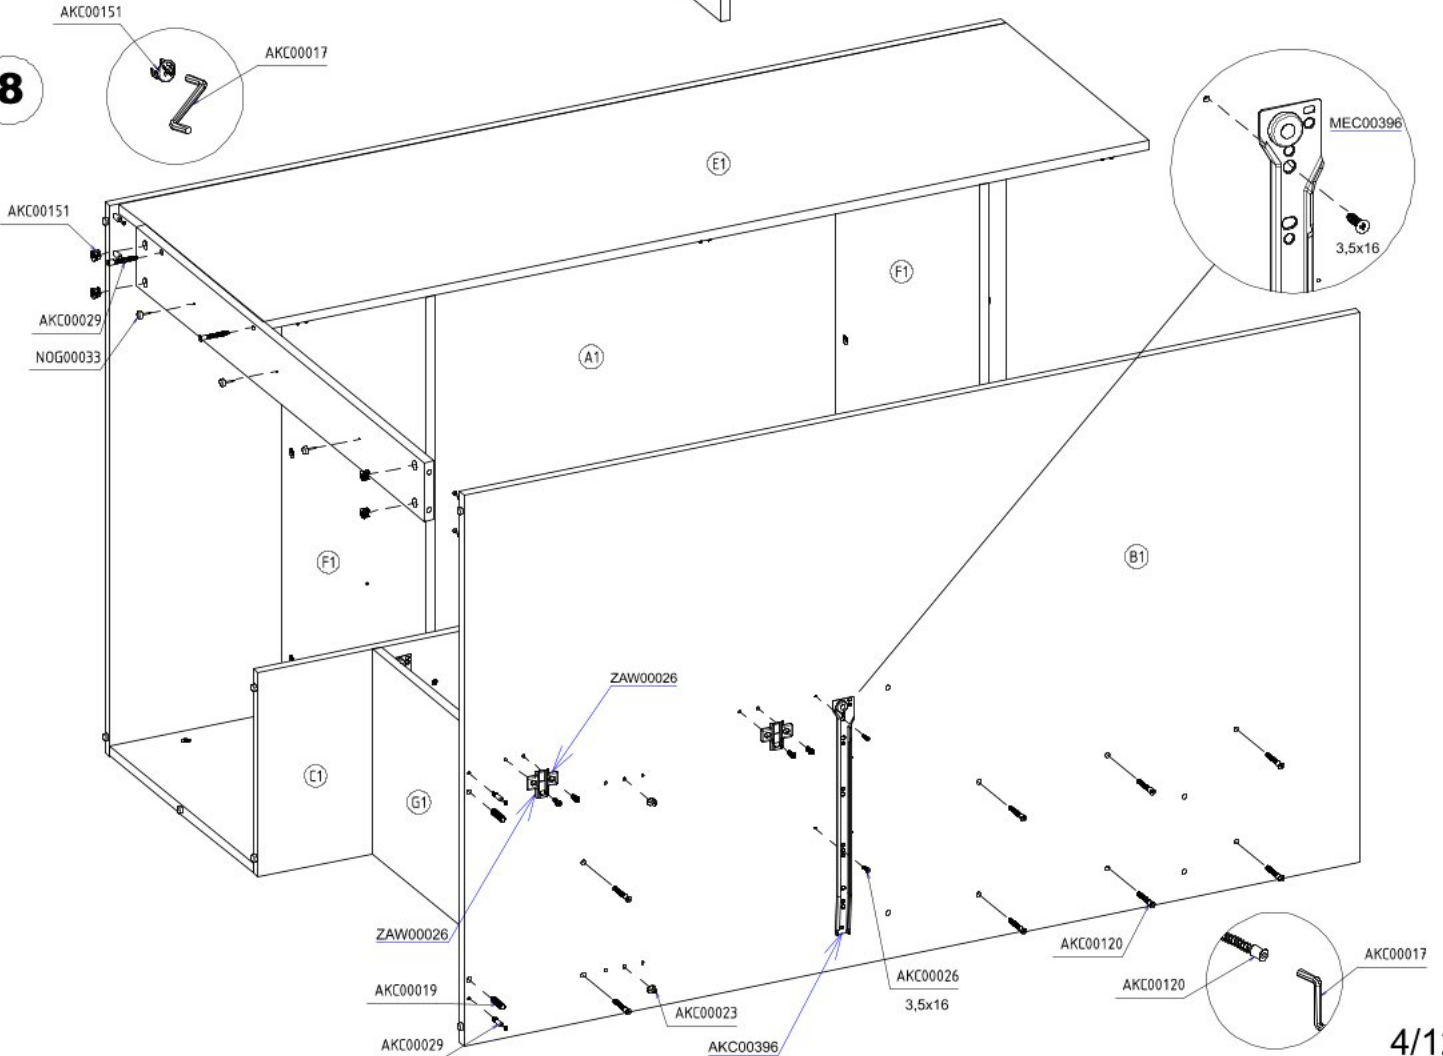 AKC00151
AKC00017
8
MEC00396
E1
3,5x16
AKC00151
F1
AKC00029
NOG00033
A1
B1
F1
ZAW00026
C1
G1
ZAW00026
AKC00120
AKC00017
AKC00120
AKC00026
3,5x16
AKC00019
AKC00023
AKC00029
AKC00396
4/1